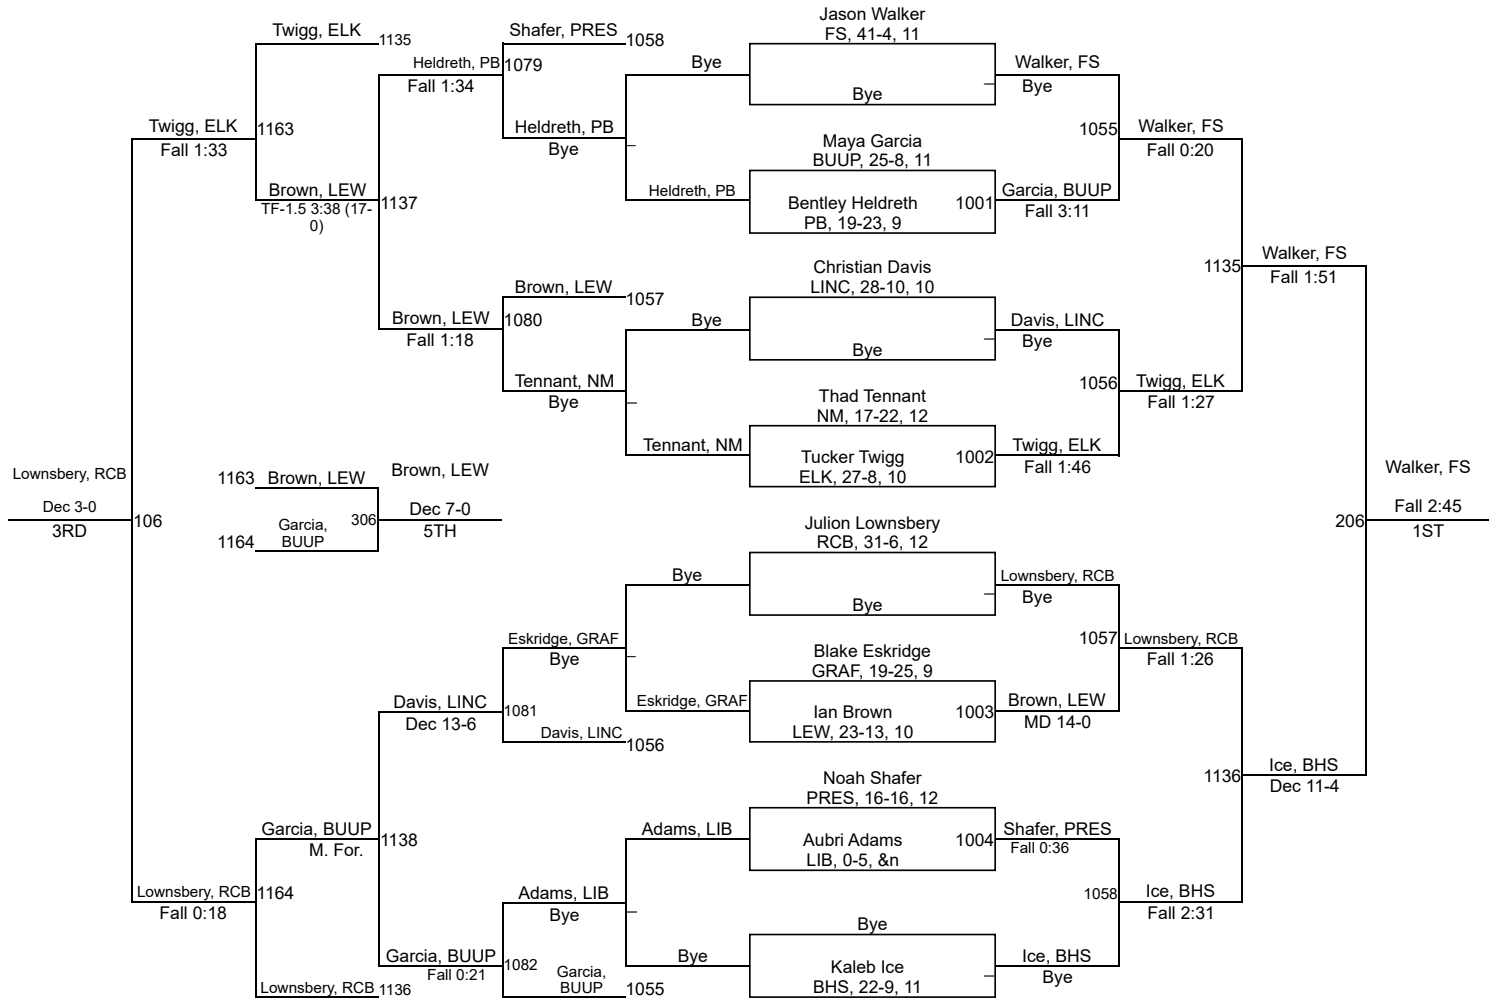 Jason Walker
FS, 41-4, 11
Twigg, ELK
1135
Shafer, PRES
1058
Heldreth, PB
1079
Fall 1:34
Bye
Walker, FS
Bye
Bye
Twigg, ELK
1163
Fall 1:33
Heldreth, PB
Bye
1055
Walker, FS
Fall 0:20
Maya Garcia
BUUP, 25-8, 11
Brown, LEW
TF-1.5 3:38 (17-
0)
1137
Heldreth, PB
Bentley Heldreth
PB, 19-23, 9
1001
Garcia, BUUP
Fall 3:11
Walker, FS
1135
Fall 1:51
Christian Davis
LINC, 28-10, 10
Brown, LEW
1057
Brown, LEW
1080
Fall 1:18
Bye
Davis, LINC
Bye
Bye
Tennant, NM
Bye
1056
Twigg, ELK
Fall 1:27
Thad Tennant
NM, 17-22, 12
Tennant, NM
Tucker Twigg
ELK, 27-8, 10
1002
Twigg, ELK
Fall 1:46
Lownsbery, RCB
Dec 3-0
3RD
106
1163
Brown, LEW
Brown, LEW
1164
Garcia,
BUUP
306
Dec 7-0
5TH
Walker, FS
Fall 2:45
206
1ST
Julion Lownsbery
RCB, 31-6, 12
Bye
Lownsbery, RCB
Bye
Bye
Eskridge, GRAF
Bye
1057
Lownsbery, RCB
Fall 1:26
Blake Eskridge
GRAF, 19-25, 9
Davis, LINC
1081
Dec 13-6
Eskridge, GRAF
Ian Brown
LEW, 23-13, 10
1003
Brown, LEW
MD 14-0
Davis, LINC
1056
Ice, BHS
1136
Dec 11-4
Noah Shafer
PRES, 16-16, 12
Garcia, BUUP
M. For.
1138
Adams, LIB
Aubri Adams
LIB, 0-5, &n
1004
Shafer, PRES
Fall 0:36
Lownsbery, RCB
1164
Fall 0:18
Adams, LIB
Bye
1058
Ice, BHS
Fall 2:31
Bye
Garcia, BUUP
1082
Fall 0:21
Bye
Kaleb Ice
BHS, 22-9, 11
Ice, BHS
Bye
Garcia,
BUUP
1055
Lownsbery, RCB
1136